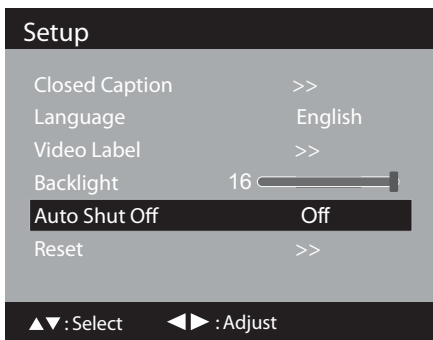 Setup
Closed Caption >>
Language English
Video Label >>
Backlight 16
Auto Shut Off Off
Reset >>
▲▼: Select ◀▶ : Adjust